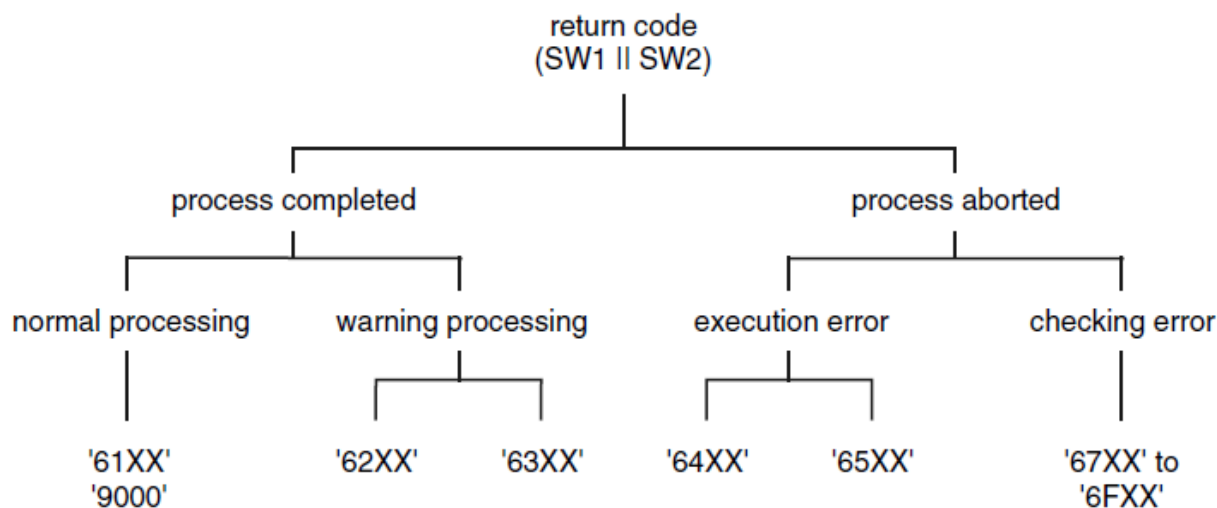 return code
(SW1 || SW2)
process completed
process aborted
normal processing
warning processing
execution error
checking error
'61XX'
'9000'
'62XX'
'63XX'
'64XX'
'65XX'
'67XX' to
'6FXX'